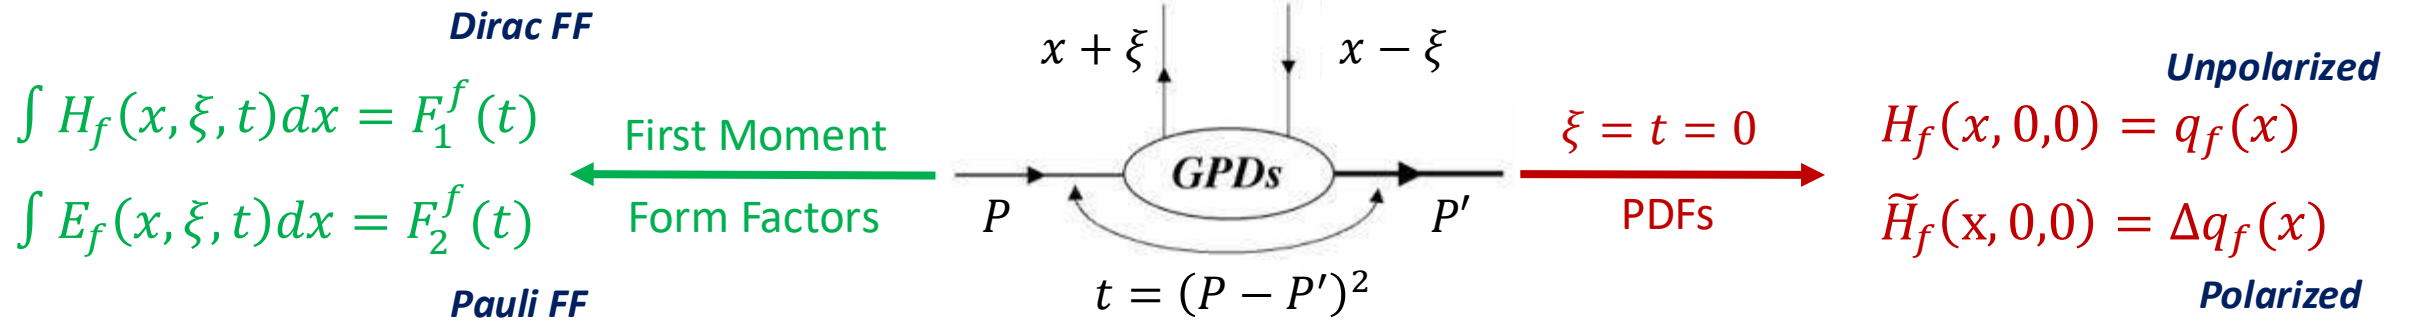 Dirac FF
∫ H_f(x, ξ, t)dx = F_1^f(t)
∫ E_f(x, ξ, t)dx = F_2^f(t)
Pauli FF
First Moment
Form Factors
x + ξ
x − ξ
GPDs
P
P′
t = (P − P′)²
ξ = t = 0
PDFs
Unpolarized
H_f(x, 0,0) = q_f(x)
H̃_f(x, 0,0) = Δq_f(x)
Polarized